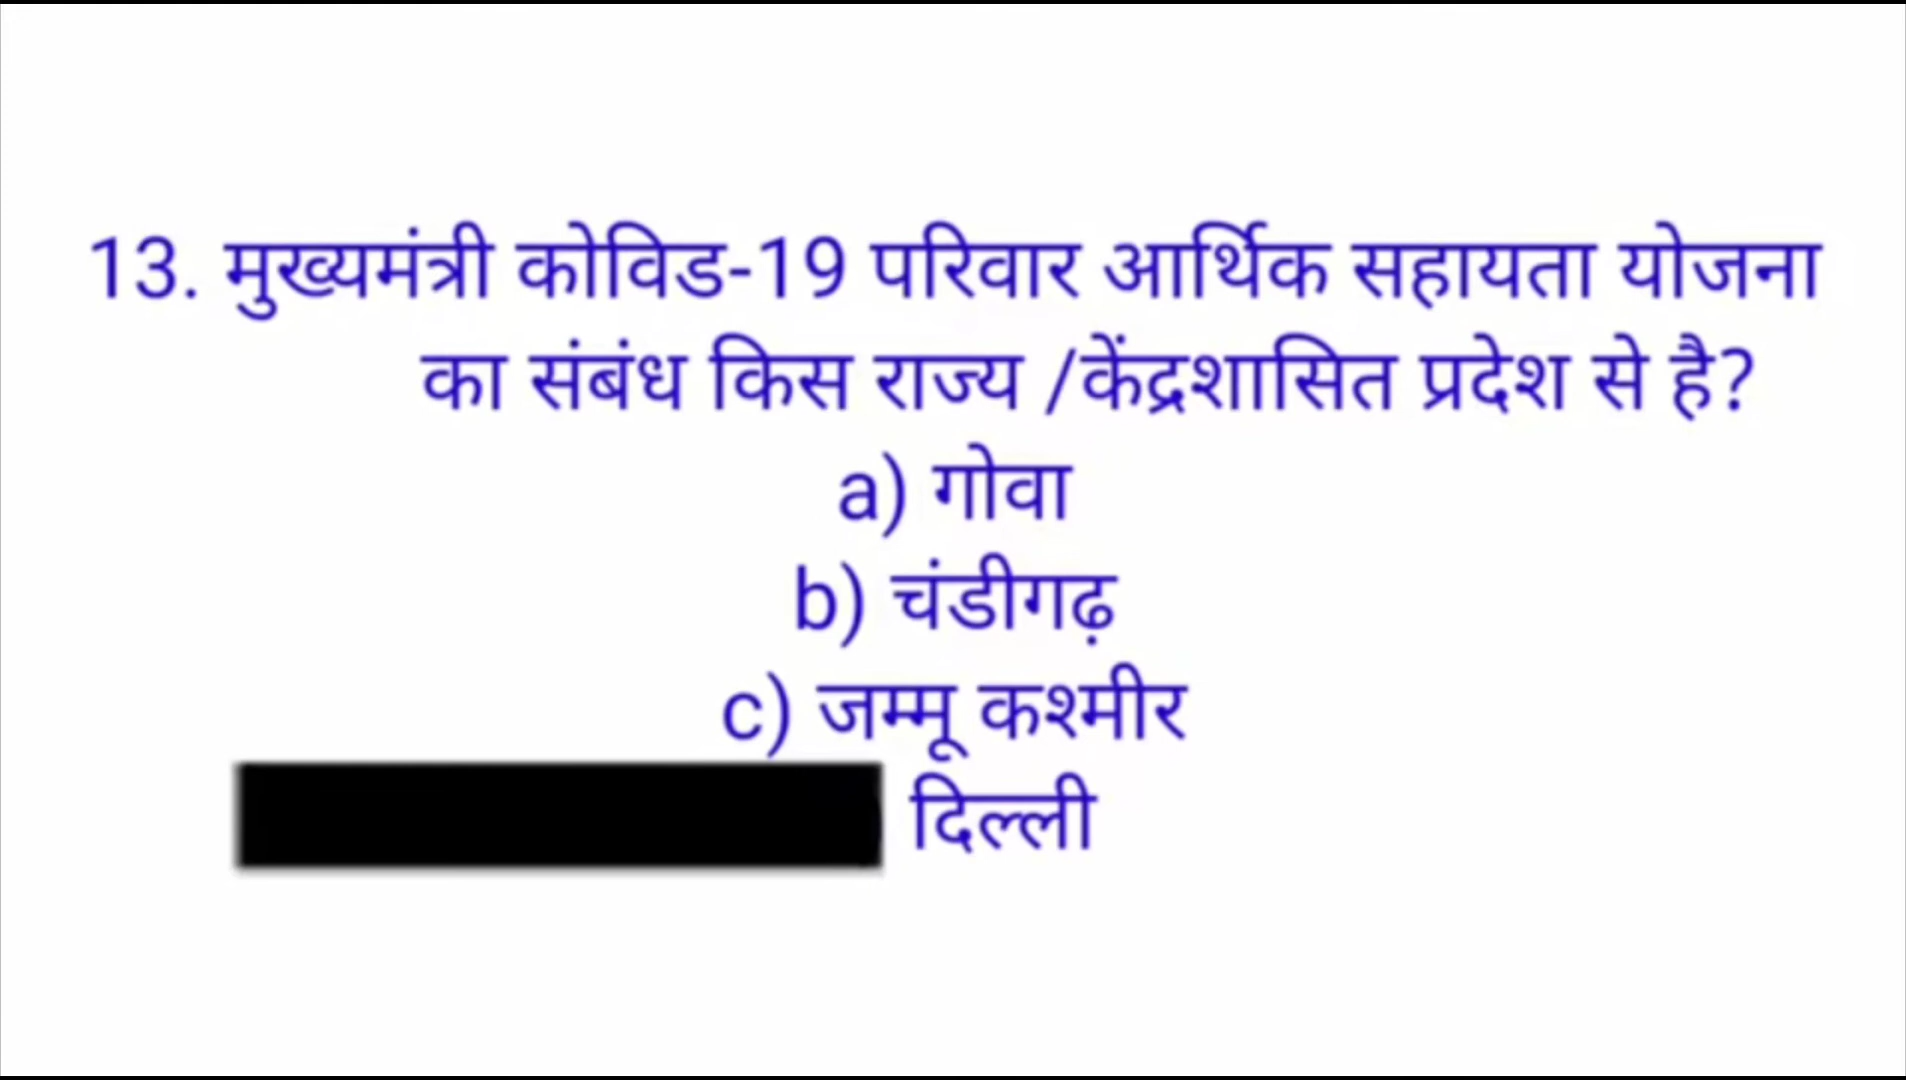 13. मुख्यमंत्री कोविड-19 परिवार आर्थिक सहायता योजना
का संबंध किस राज्य /केंद्रशासित प्रदेश से है?
a) गोवा
b) चंडीगढ़
c) जम्मू कश्मीर
दिल्ली